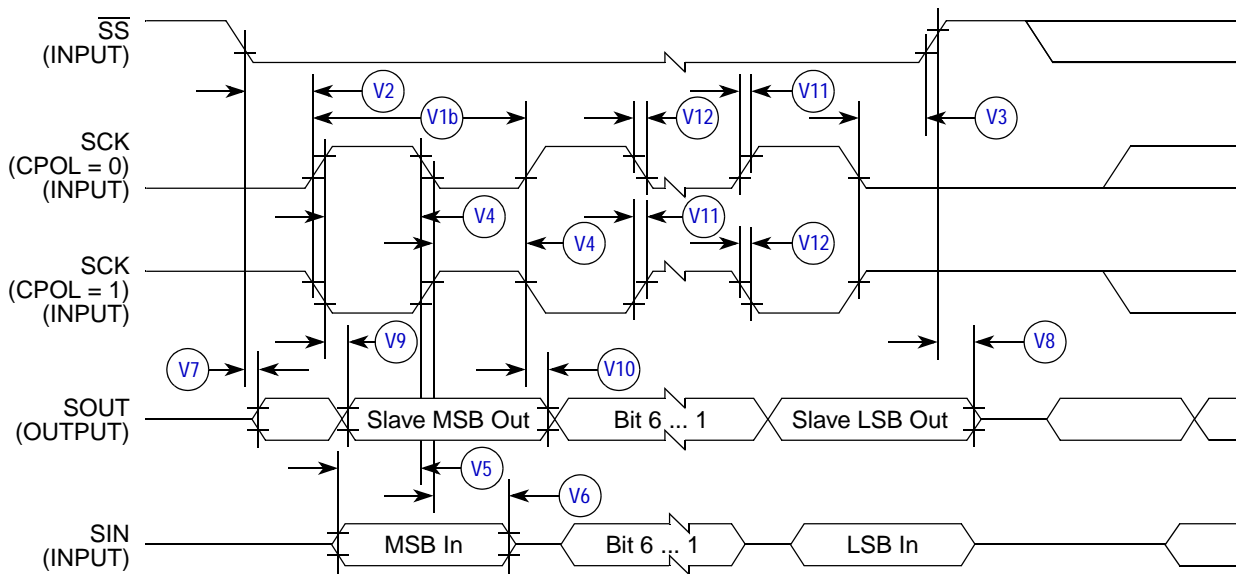 SS
(INPUT)
V2
V11
V1b
V12
V3
SCK
(CPOL = 0)
(INPUT)
V4
V11
V4
V12
SCK
(CPOL = 1)
(INPUT)
V9
V8
V7
V10
SOUT
(OUTPUT)
Slave MSB Out
Bit 6 ... 1
Slave LSB Out
V5
V6
SIN
(INPUT)
MSB In
Bit 6 ... 1
LSB In